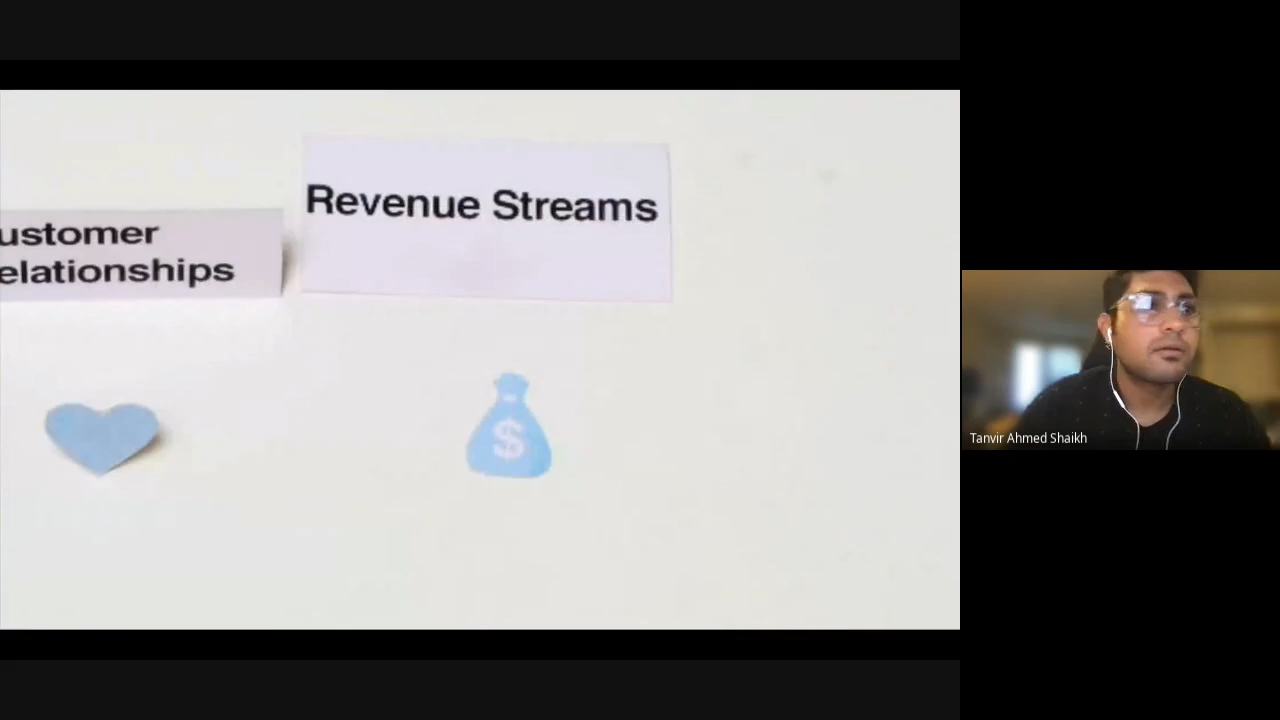 ustomer
elationships
Revenue Streams
$
Tanvir Ahmed Shaikh